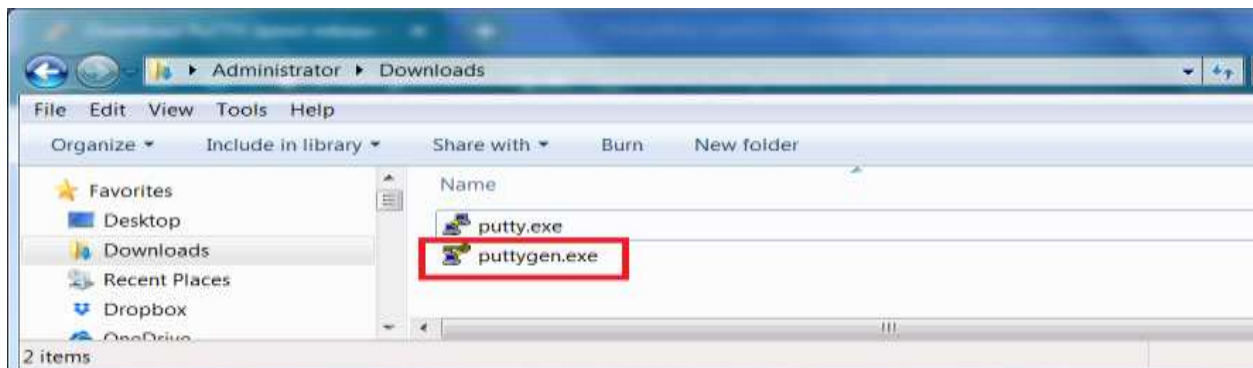 Administrator Downloads
File Edit View Tools Help
Organize Include in library Share with Burn New folder
Favorites
Desktop
Downloads
Recent Places
Dropbox
OneDrive
Name
putty.exe
puttygen.exe
2 items